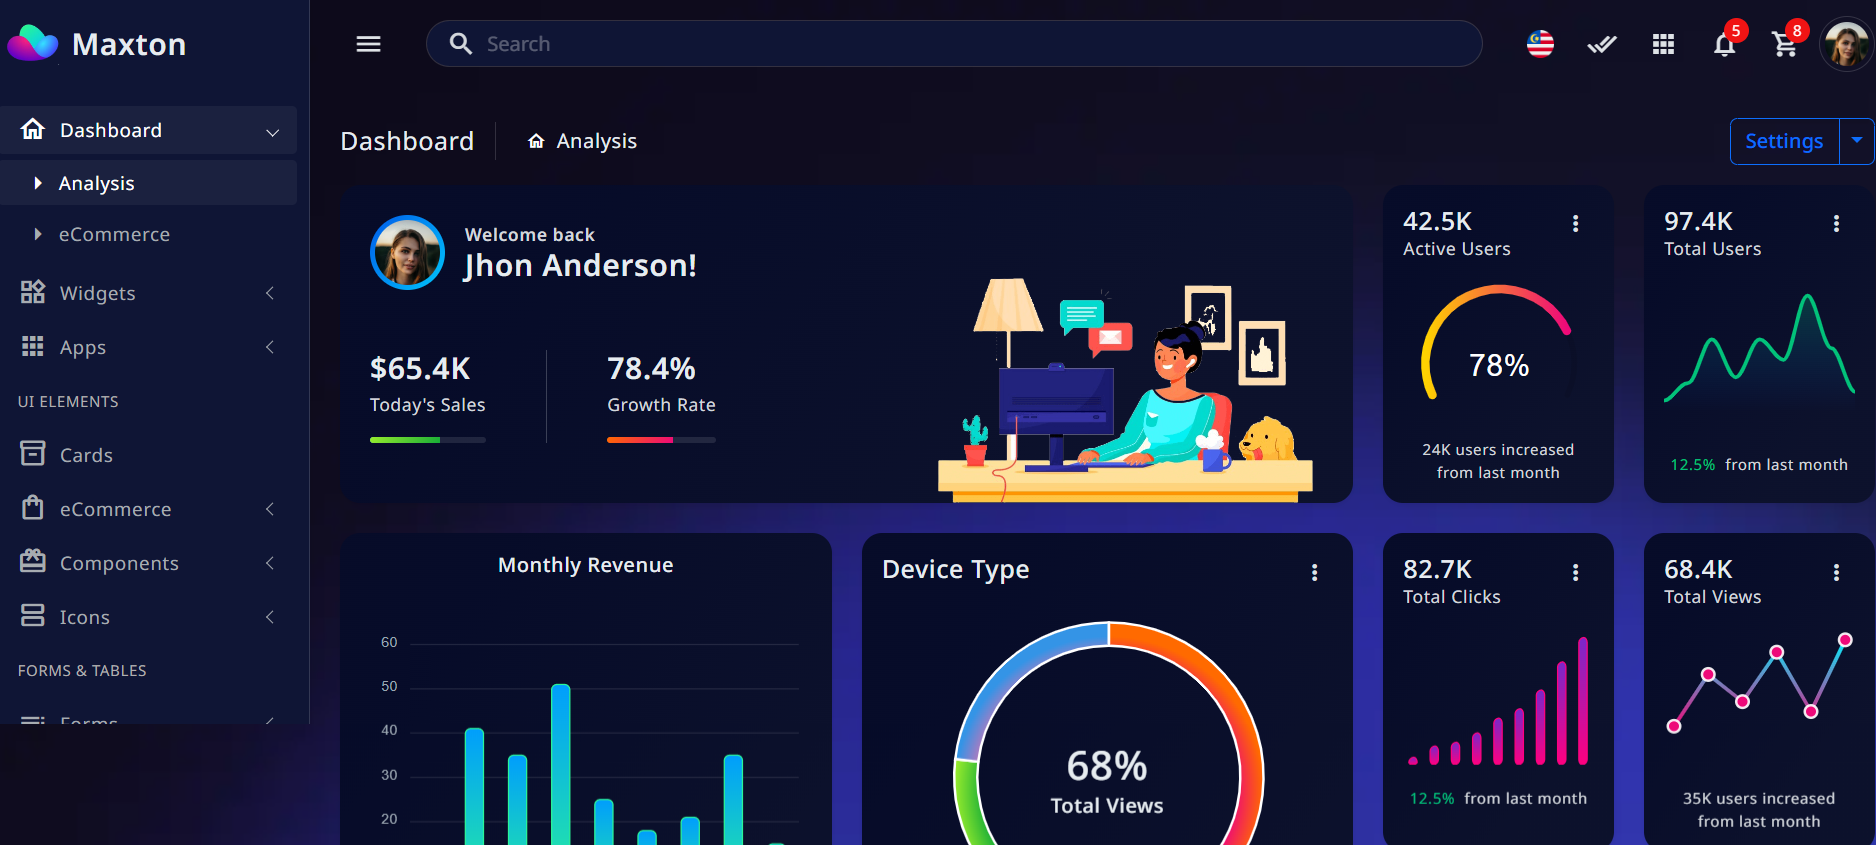 Maxton
Search
5
8
Dashboard
Analysis
eCommerce
Widgets
Apps
UI ELEMENTS
Cards
eCommerce
Components
Icons
FORMS & TABLES
Forms
Dashboard
Analysis
Settings
Welcome back
Jhon Anderson!
$65.4K
Today's Sales
78.4%
Growth Rate
42.5K
Active Users
78%
24K users increased
from last month
97.4K
Total Users
12.5% from last month
Monthly Revenue
60
50
40
30
20
Device Type
68%
Total Views
82.7K
Total Clicks
12.5% from last month
68.4K
Total Views
35K users increased
from last month